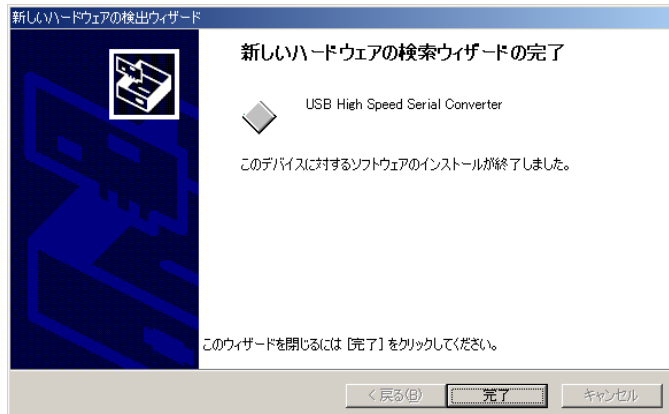 新しいハードウェアの検出ウィザード
新しいハードウェアの検索ウィザードの完了
USB High Speed Serial Converter
このデバイスに対するソフトウェアのインストールが終了しました。
このウィザードを閉じるには [完了] をクリックしてください。
< 戻る(B)
完了
キャンセル